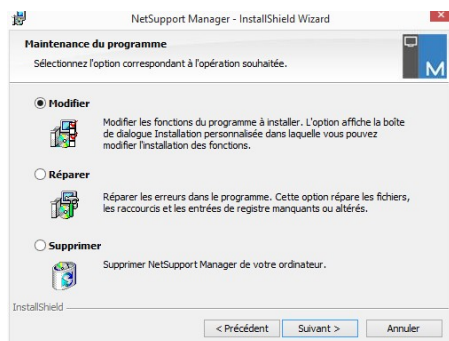 NetSupport Manager - InstallShield Wizard
Maintenance du programme
Sélectionnez l'option correspondant à l'opération souhaitée.
M
Modifier
Modifier les fonctions du programme à installer. L'option affiche la boîte
de dialogue Installation personnalisée dans laquelle vous pouvez
modifier l'installation des fonctions.
Réparer
Réparer les erreurs dans le programme. Cette option répare les fichiers,
les raccourcis et les entrées de registre manquants ou altérés.
Supprimer
Supprimer NetSupport Manager de votre ordinateur.
InstallShield
< Précédent
Suivant >
Annuler